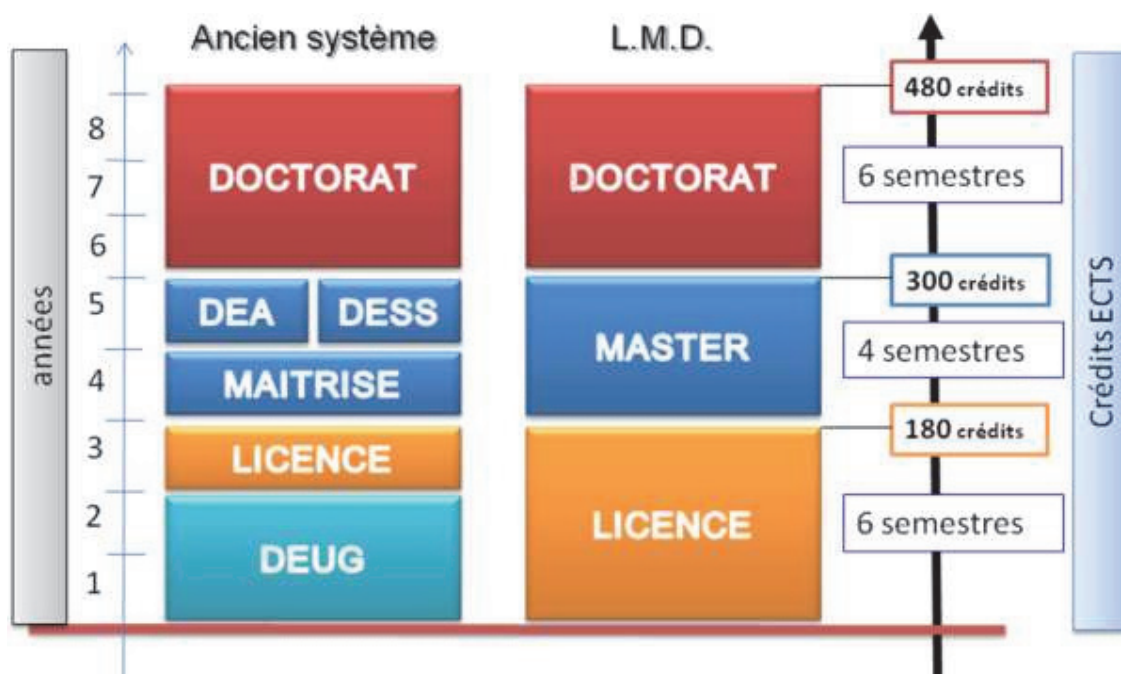 Ancien système
L.M.D.
années
8
7
6
5
4
3
2
1
DOCTORAT
DEA
DESS
MAITRISE
LICENCE
DEUG
DOCTORAT
MASTER
LICENCE
480 crédits
6 semestres
300 crédits
4 semestres
180 crédits
6 semestres
Crédits ECTS